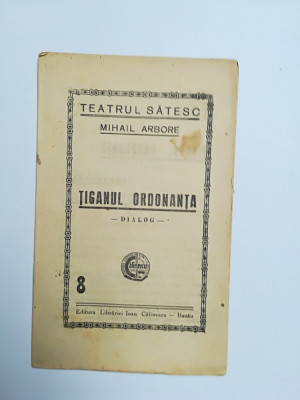 TEATRUL SĂTESC
MIHAIL ARBORE
ȚIGANUL ORDONANȚA
— DIALOG —
8
Editura Librăriei Ioan Călinescu — Buzău